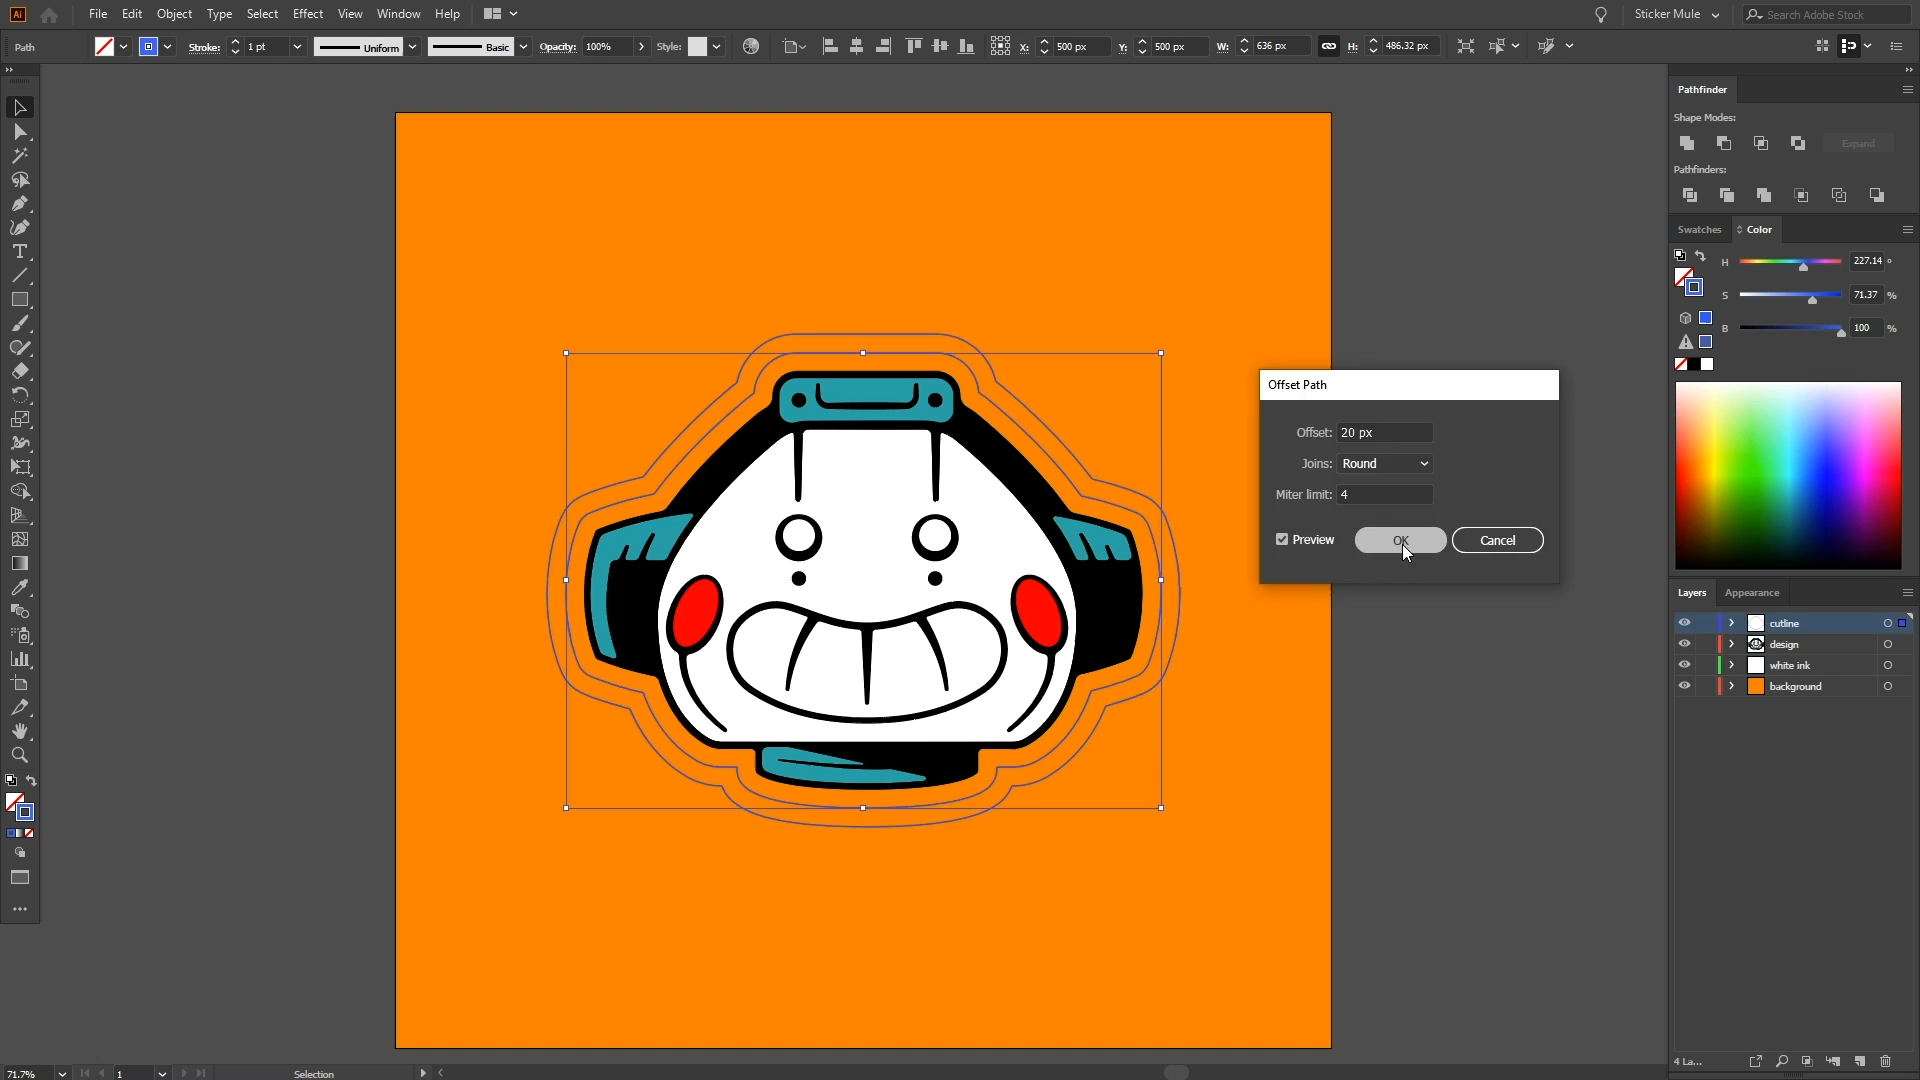 Ai File Edit Object Type Select Effect View Window Help Sticker Mule Search Adobe Stock
Path Stroke: 1 pt Uniform Basic Opacity: 100% Style: X: 500 px Y: 500 px W: 636 px H: 486.32 px
Pathfinder
Shape Modes:
Expand
Pathfinders:
Swatches Color
H 227.14 °
S 71.37 %
B 100 %
Offset Path
Offset: 20 px
Joins: Round
Miter limit: 4
Preview OK Cancel
Layers Appearance
cutline
design
white ink
background
4 La...
71.7% 1 Selection